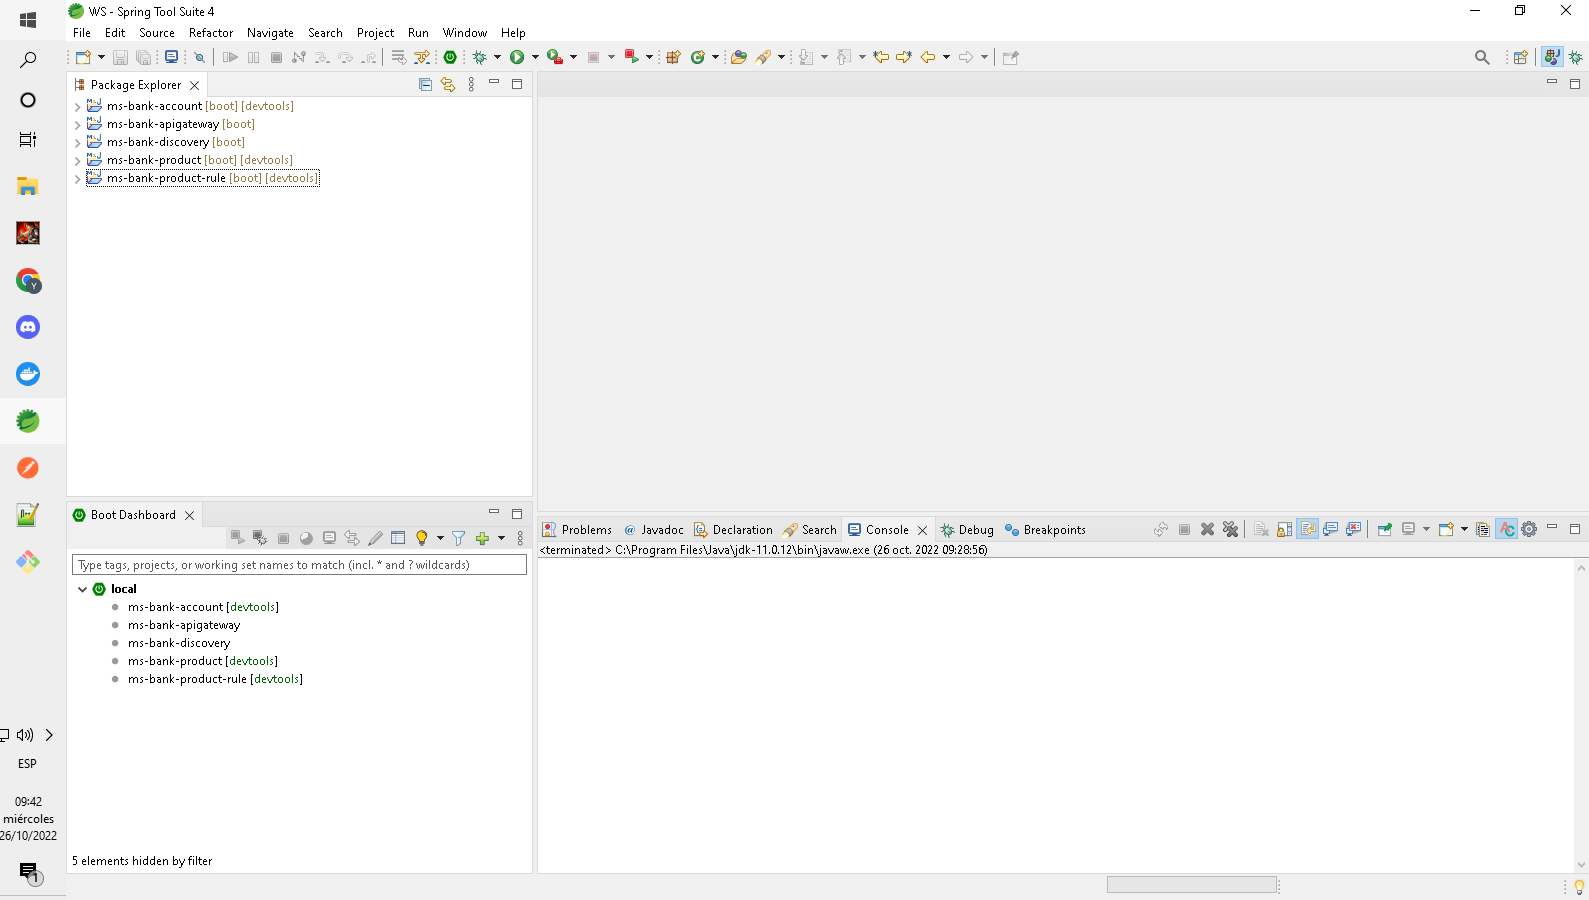 WS - Spring Tool Suite 4
File Edit Source Refactor Navigate Search Project Run Window Help
Package Explorer
ms-bank-account [boot] [devtools]
ms-bank-apigateway [boot]
ms-bank-discovery [boot]
ms-bank-product [boot] [devtools]
ms-bank-product-rule [boot] [devtools]
Boot Dashboard
Type tags, projects, or working set names to match (incl. * and ? wildcards)
local
ms-bank-account [devtools]
ms-bank-apigateway
ms-bank-discovery
ms-bank-product [devtools]
ms-bank-product-rule [devtools]
5 elements hidden by filter
Problems @ Javadoc Declaration Search Console Debug Breakpoints
<terminated> C:\Program Files\Java\jdk-11.0.12\bin\javaw.exe (26 oct. 2022 09:28:56)
Y
ESP
09:42
miércoles
26/10/2022
1